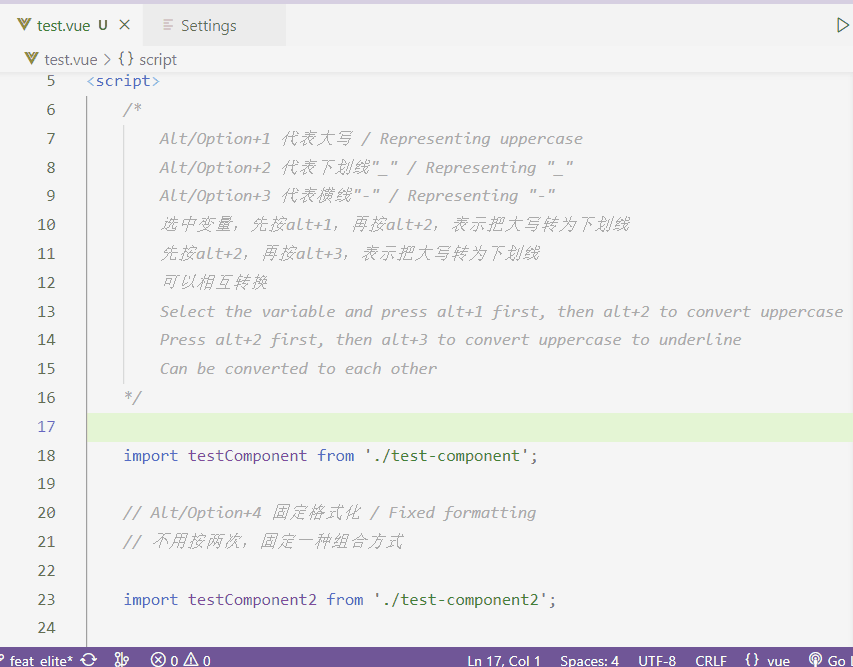 test.vue U
Settings
test.vue > {} script
5 <script>
6 /*
7 Alt/Option+1 代表大写 / Representing uppercase
8 Alt/Option+2 代表下划线"_" / Representing "_"
9 Alt/Option+3 代表横线"-" / Representing "-"
10 选中变量，先按alt+1，再按alt+2，表示把大写转为下划线
11 先按alt+2，再按alt+3，表示把大写转为下划线
12 可以相互转换
13 Select the variable and press alt+1 first, then alt+2 to convert uppercase
14 Press alt+2 first, then alt+3 to convert uppercase to underline
15 Can be converted to each other
16 */
17
18 import testComponent from './test-component';
19
20 // Alt/Option+4 固定格式化 / Fixed formatting
21 // 不用按两次，固定一种组合方式
22
23 import testComponent2 from './test-component2';
24
feat_elite* 0 0 Ln 17, Col 1 Spaces: 4 UTF-8 CRLF {} vue Go